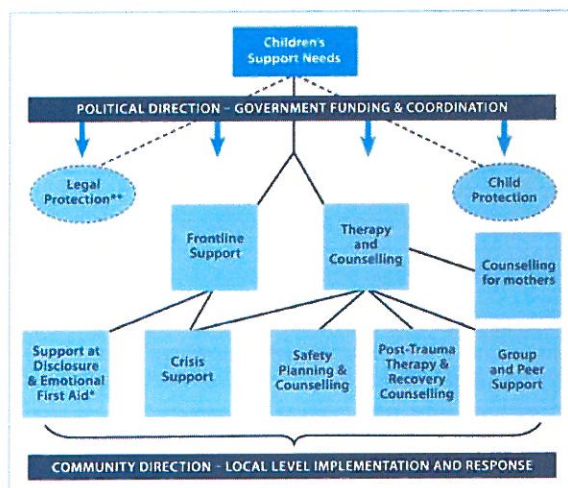 Children's
Support Needs
POLITICAL DIRECTION – GOVERNMENT FUNDING & COORDINATION
Legal
Protection**
Child
Protection
Frontline
Support
Therapy
and
Counselling
Counselling
for mothers
Support at
Disclosure
& Emotional
First Aid*
Crisis
Support
Safety
Planning &
Counselling
Post-Trauma
Therapy &
Recovery
Counselling
Group
and Peer
Support
COMMUNITY DIRECTION – LOCAL LEVEL IMPLEMENTATION AND RESPONSE